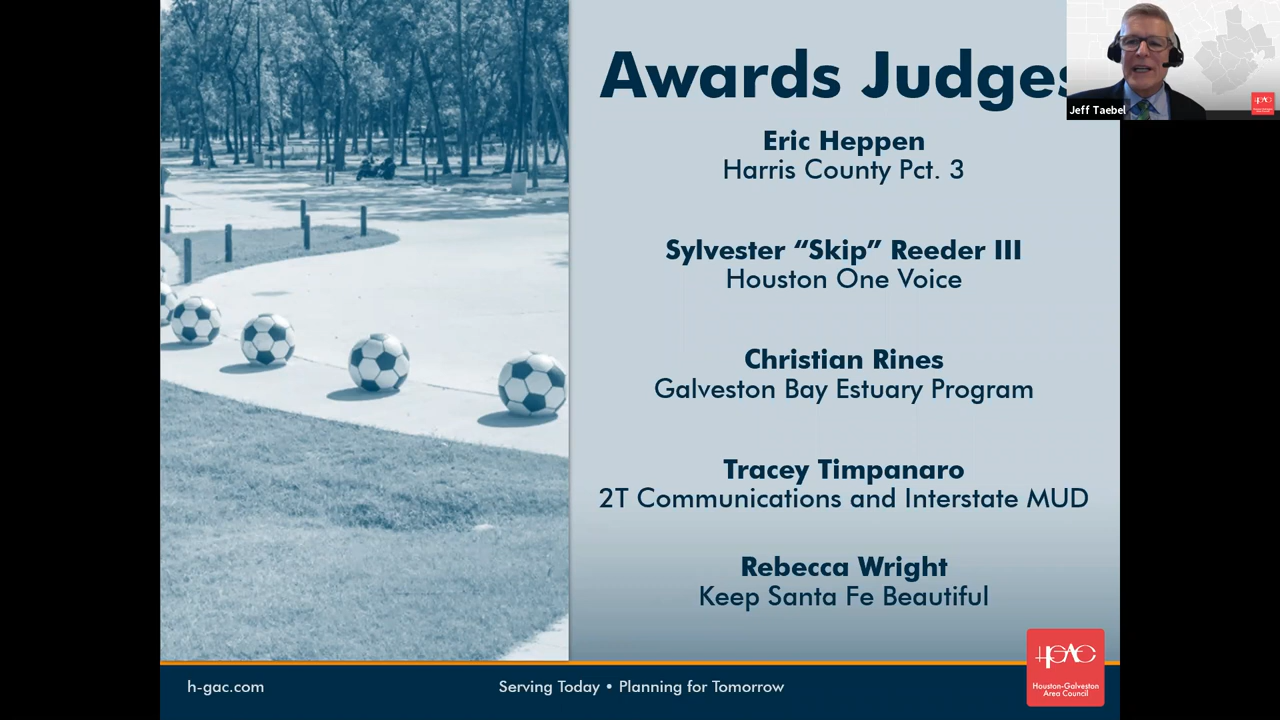 Awards Judges
Jeff Taebel
Eric Heppen
Harris County Pct. 3
Sylvester “Skip” Reeder III
Houston One Voice
Christian Rines
Galveston Bay Estuary Program
Tracey Timpanaro
2T Communications and Interstate MUD
Rebecca Wright
Keep Santa Fe Beautiful
h-gac.com
Serving Today • Planning for Tomorrow
HGAC
Houston-Galveston
Area Council